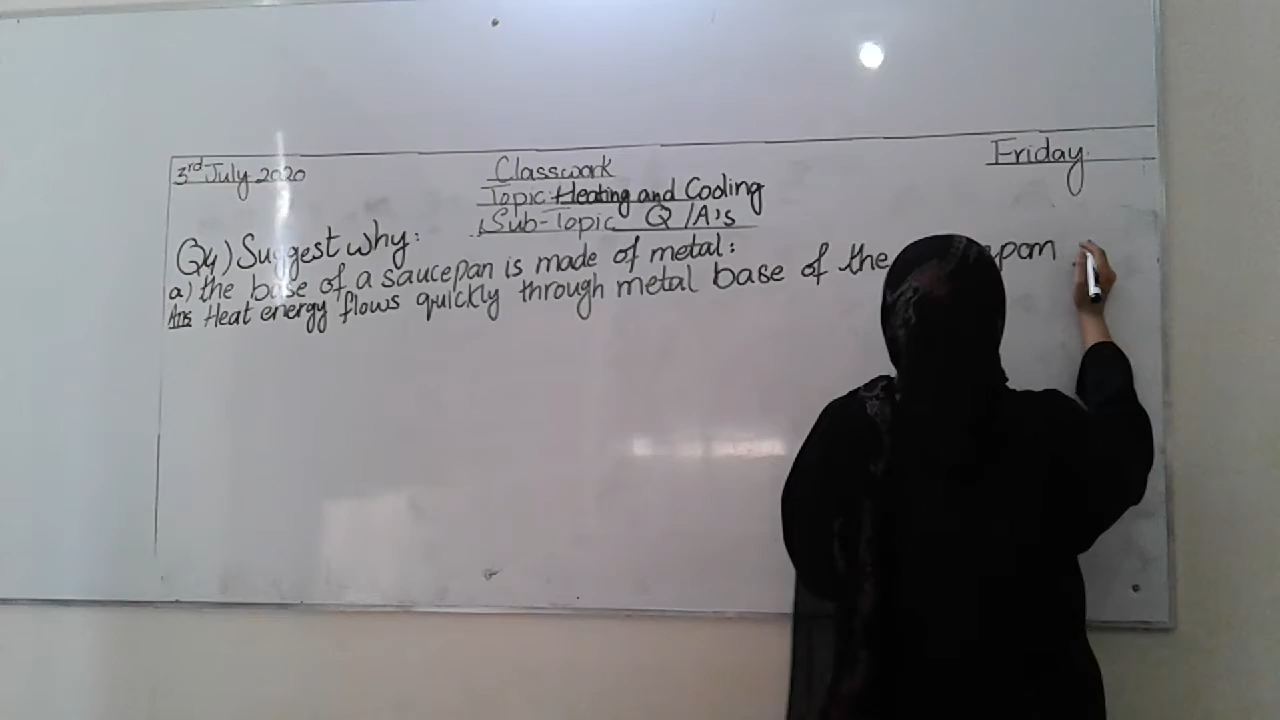 3rd July 2020 Classwork Friday
Topic: Heating and Cooling
Sub-Topic Q/A's
Q4) Suggest why:
a) the base of a saucepan is made of metal:
Ans Heat energy flows quickly through metal base of the